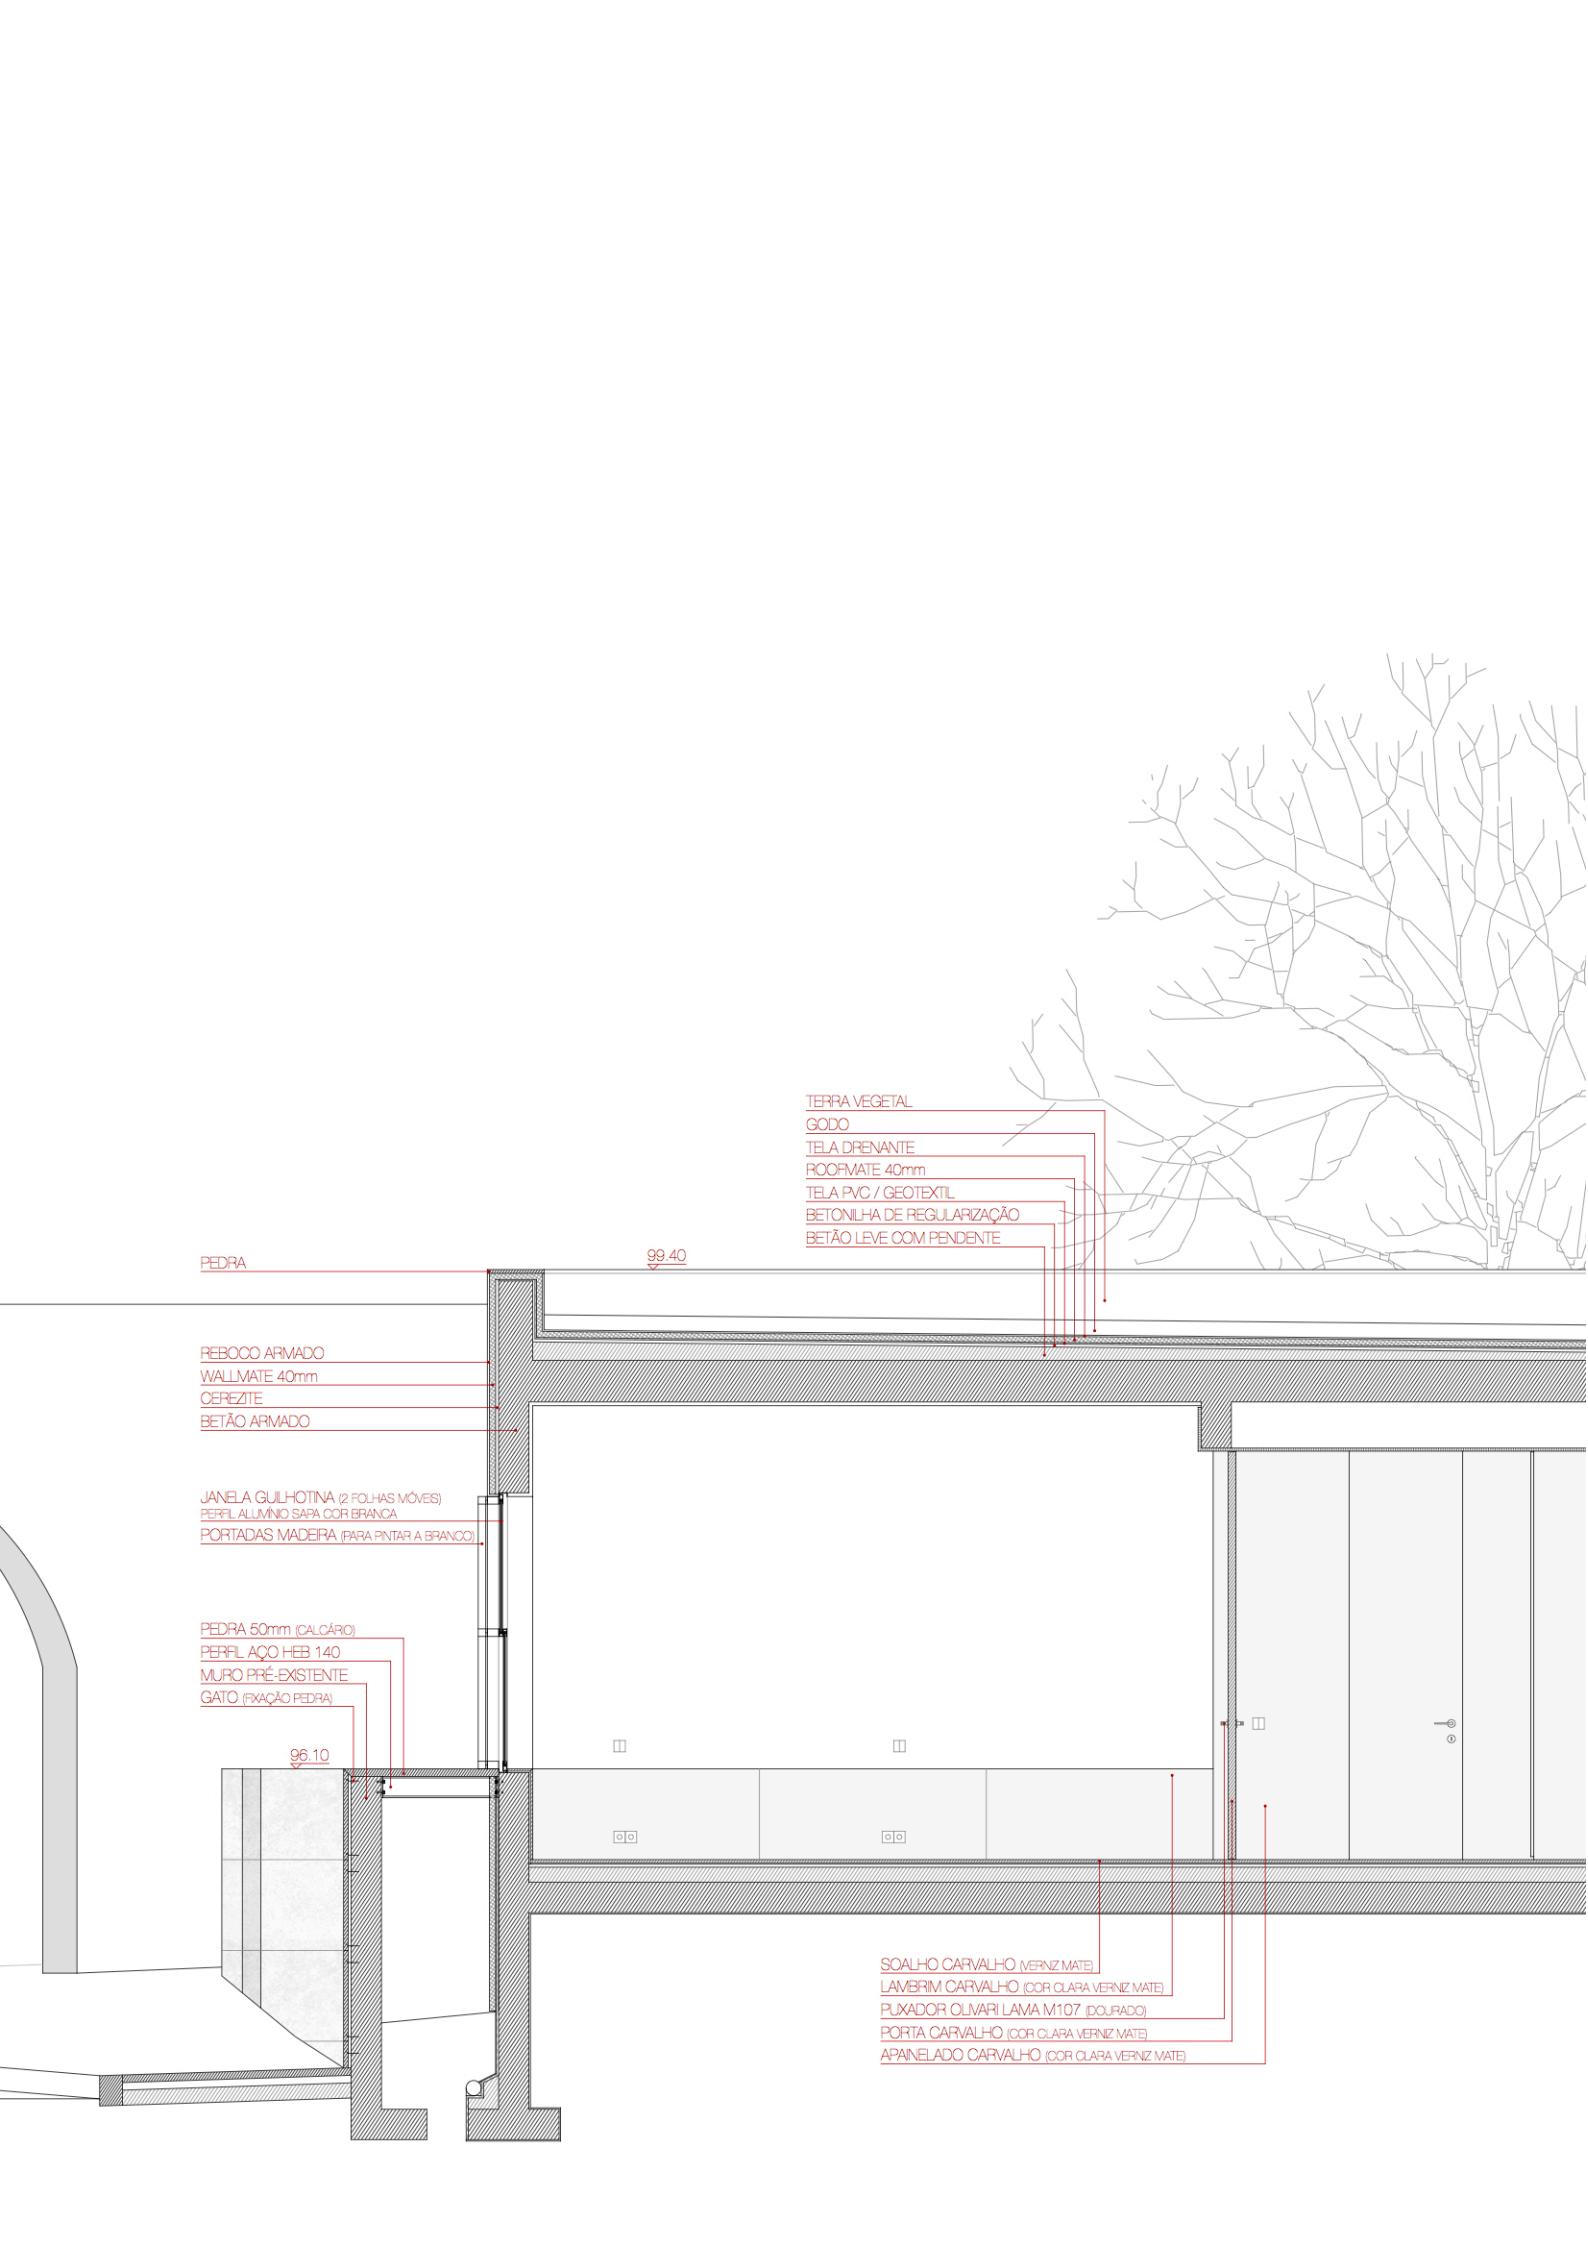 TERRA VEGETAL
GODO
TELA DRENANTE
ROOFMATE 40mm
TELA PVC / GEOTEXTIL
BETONILHA DE REGULARIZAÇÃO
BETÃO LEVE COM PENDENTE
99.40
PEDRA
REBOCO ARMADO
WALLMATE 40mm
CEREZITE
BETÃO ARMADO
JANELA GUILHOTINA (2 FOLHAS MÓVEIS)
PERFIL ALUMÍNIO SAPA COR BRANCA
PORTADAS MADEIRA (PARA PINTAR A BRANCO)
PEDRA 50mm (CALCÁRIO)
PERFIL AÇO HEB 140
MURO PRÉ-EXISTENTE
GATO (FIXAÇÃO PEDRA)
96.10
SOALHO CARVALHO (VERNIZ MATE)
LAMBRIM CARVALHO (COR CLARA VERNIZ MATE)
PUXADOR OLIVARI LAMA M107 (DOURADO)
PORTA CARVALHO (COR CLARA VERNIZ MATE)
APAINELADO CARVALHO (COR CLARA VERNIZ MATE)